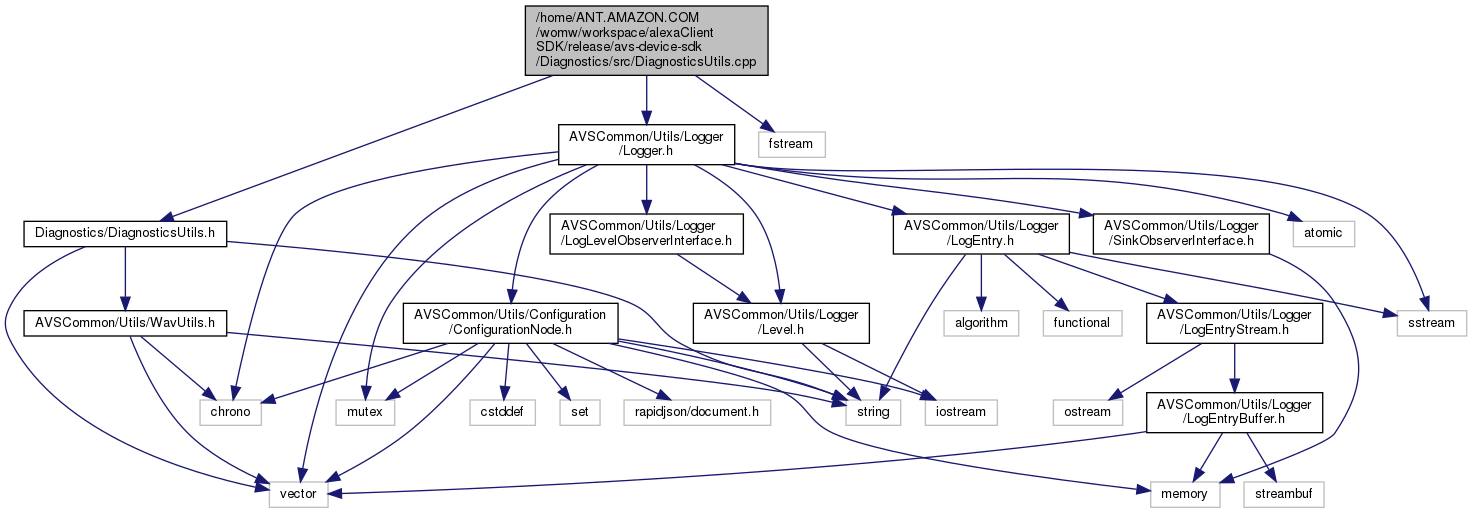 /home/ANT.AMAZON.COM
/womw/workspace/alexaClient
SDK/release/avs-device-sdk
/Diagnostics/src/DiagnosticsUtils.cpp
AVSCommon/Utils/Logger
/Logger.h
fstream
Diagnostics/DiagnosticsUtils.h
AVSCommon/Utils/Logger
/LogLevelObserverInterface.h
AVSCommon/Utils/Logger
/LogEntry.h
AVSCommon/Utils/Logger
/SinkObserverInterface.h
atomic
AVSCommon/Utils/WavUtils.h
AVSCommon/Utils/Configuration
/ConfigurationNode.h
AVSCommon/Utils/Logger
/Level.h
algorithm
functional
AVSCommon/Utils/Logger
/LogEntryStream.h
sstream
chrono
mutex
cstddef
set
rapidjson/document.h
string
iostream
ostream
AVSCommon/Utils/Logger
/LogEntryBuffer.h
vector
memory
streambuf